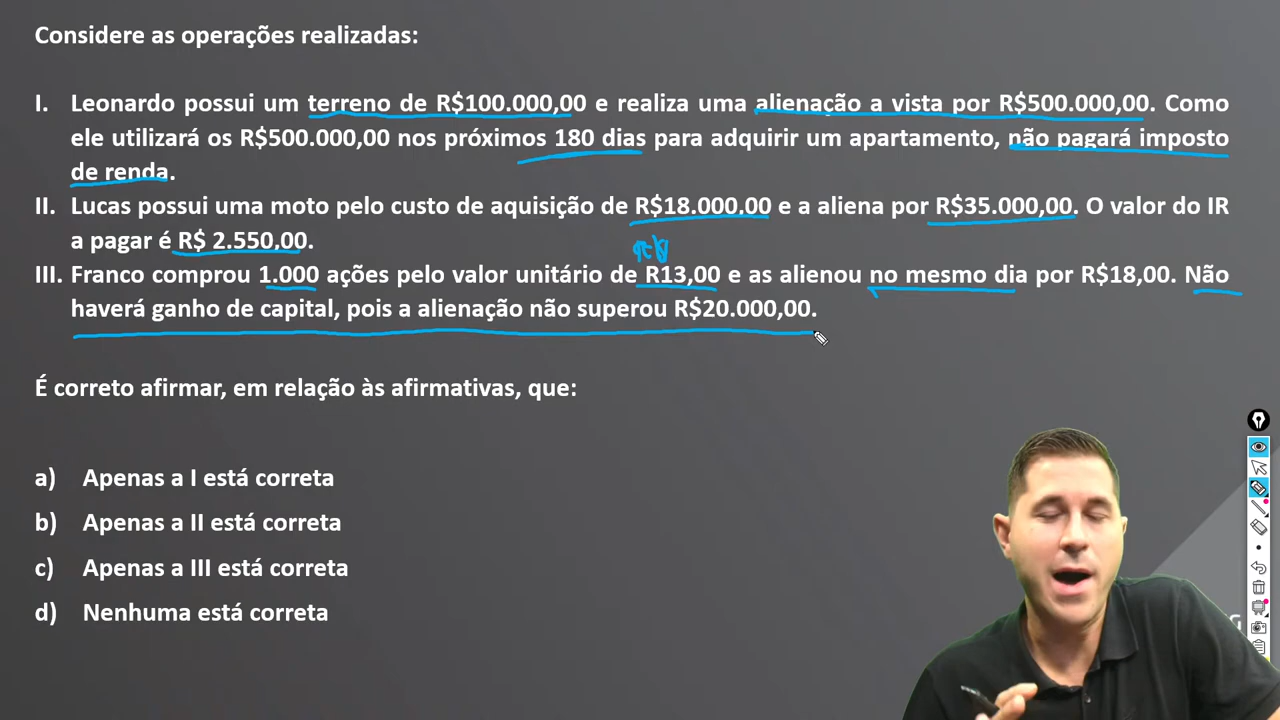 Considere as operações realizadas:
I. Leonardo possui um terreno de R$100.000,00 e realiza uma alienação a vista por R$500.000,00. Como
ele utilizará os R$500.000,00 nos próximos 180 dias para adquirir um apartamento, não pagará imposto
de renda.
II. Lucas possui uma moto pelo custo de aquisição de R$18.000,00 e a aliena por R$35.000,00. O valor do IR
a pagar é R$ 2.550,00.
III. Franco comprou 1.000 ações pelo valor unitário de R13,00 e as alienou no mesmo dia por R$18,00. Não
haverá ganho de capital, pois a alienação não superou R$20.000,00.
É correto afirmar, em relação às afirmativas, que:
a) Apenas a I está correta
b) Apenas a II está correta
c) Apenas a III está correta
d) Nenhuma está correta